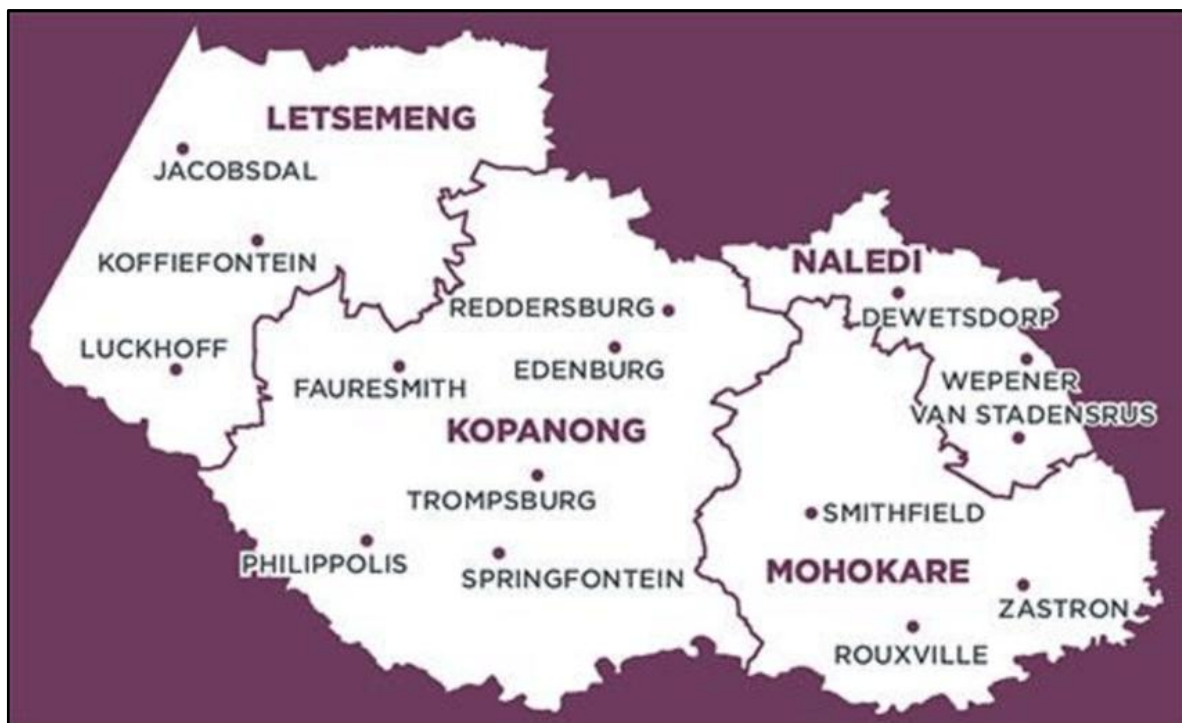 LETSEMENG
JACOBSDAL
KOFFIEFONTEIN
LUCKHOFF
NALEDI
DEWETSDORP
WEPENER
VAN STADENSRUS
REDDERSBURG
EDENBURG
FAURESMITH
KOPANONG
TROMPSBURG
PHILIPPOLIS
SPRINGFONTEIN
SMITHFIELD
MOHOKARE
ZASTRON
ROUXVILLE